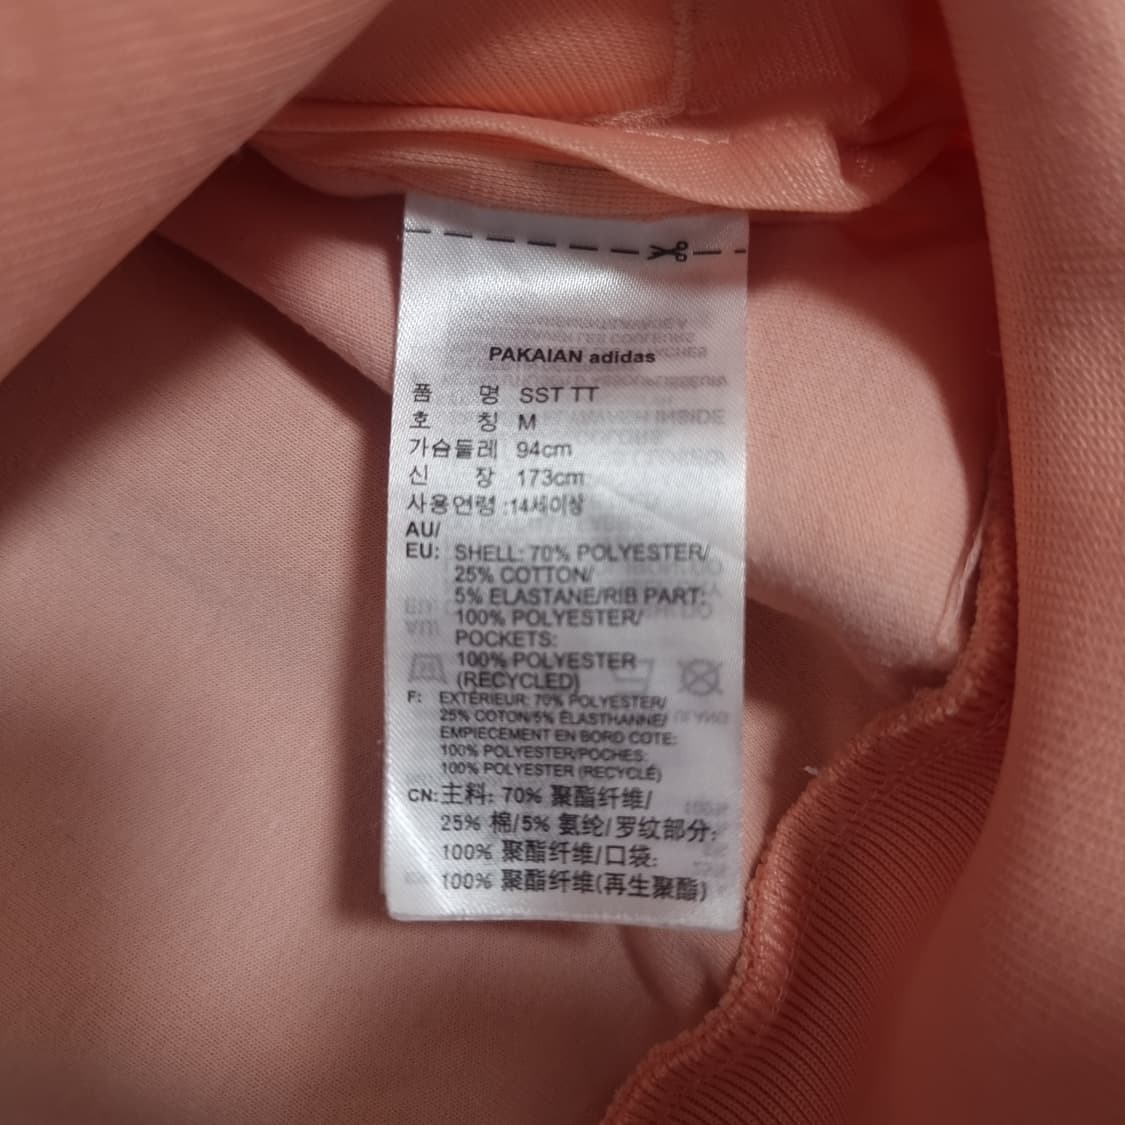 PAKAIAN adidas
품 명 SST TT
호 칭 M
가슴둘레 94cm
신 장 173cm
사용연령 :14세이상
AU/
EU: SHELL: 70% POLYESTER/
25% COTTON/
5% ELASTANE/RIB PART:
100% POLYESTER/
POCKETS:
100% POLYESTER
(RECYCLED)
F: EXTÉRIEUR: 70% POLYESTER/
25% COTON/5% ÉLASTHANNE/
EMPIECEMENT EN BORD COTE:
100% POLYESTER/POCHES:
100% POLYESTER (RECYCLÉ)
CN: 主料: 70% 聚酯纤维/
25% 棉/5% 氨纶/罗纹部分:
100% 聚酯纤维/口袋:
100% 聚酯纤维(再生聚酯)